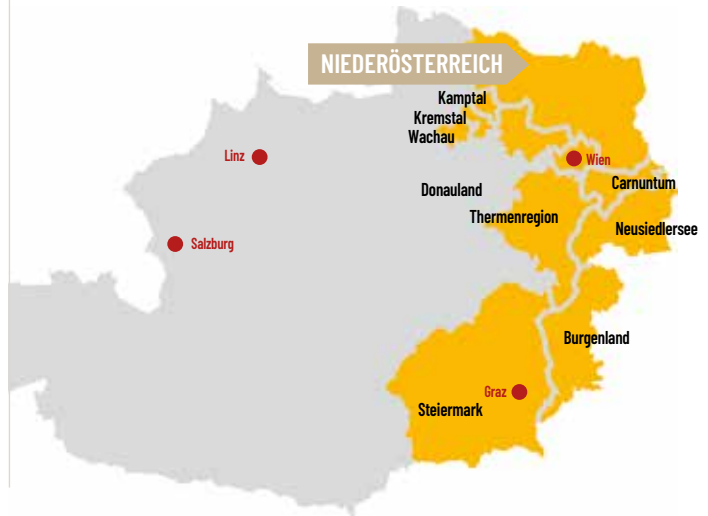 NIEDERÖSTERREICH
Kamptal
Kremstal
Wachau
Linz
Wien
Donauland
Carnuntum
Thermenregion
Neusiedlersee
Salzburg
Burgenland
Graz
Steiermark